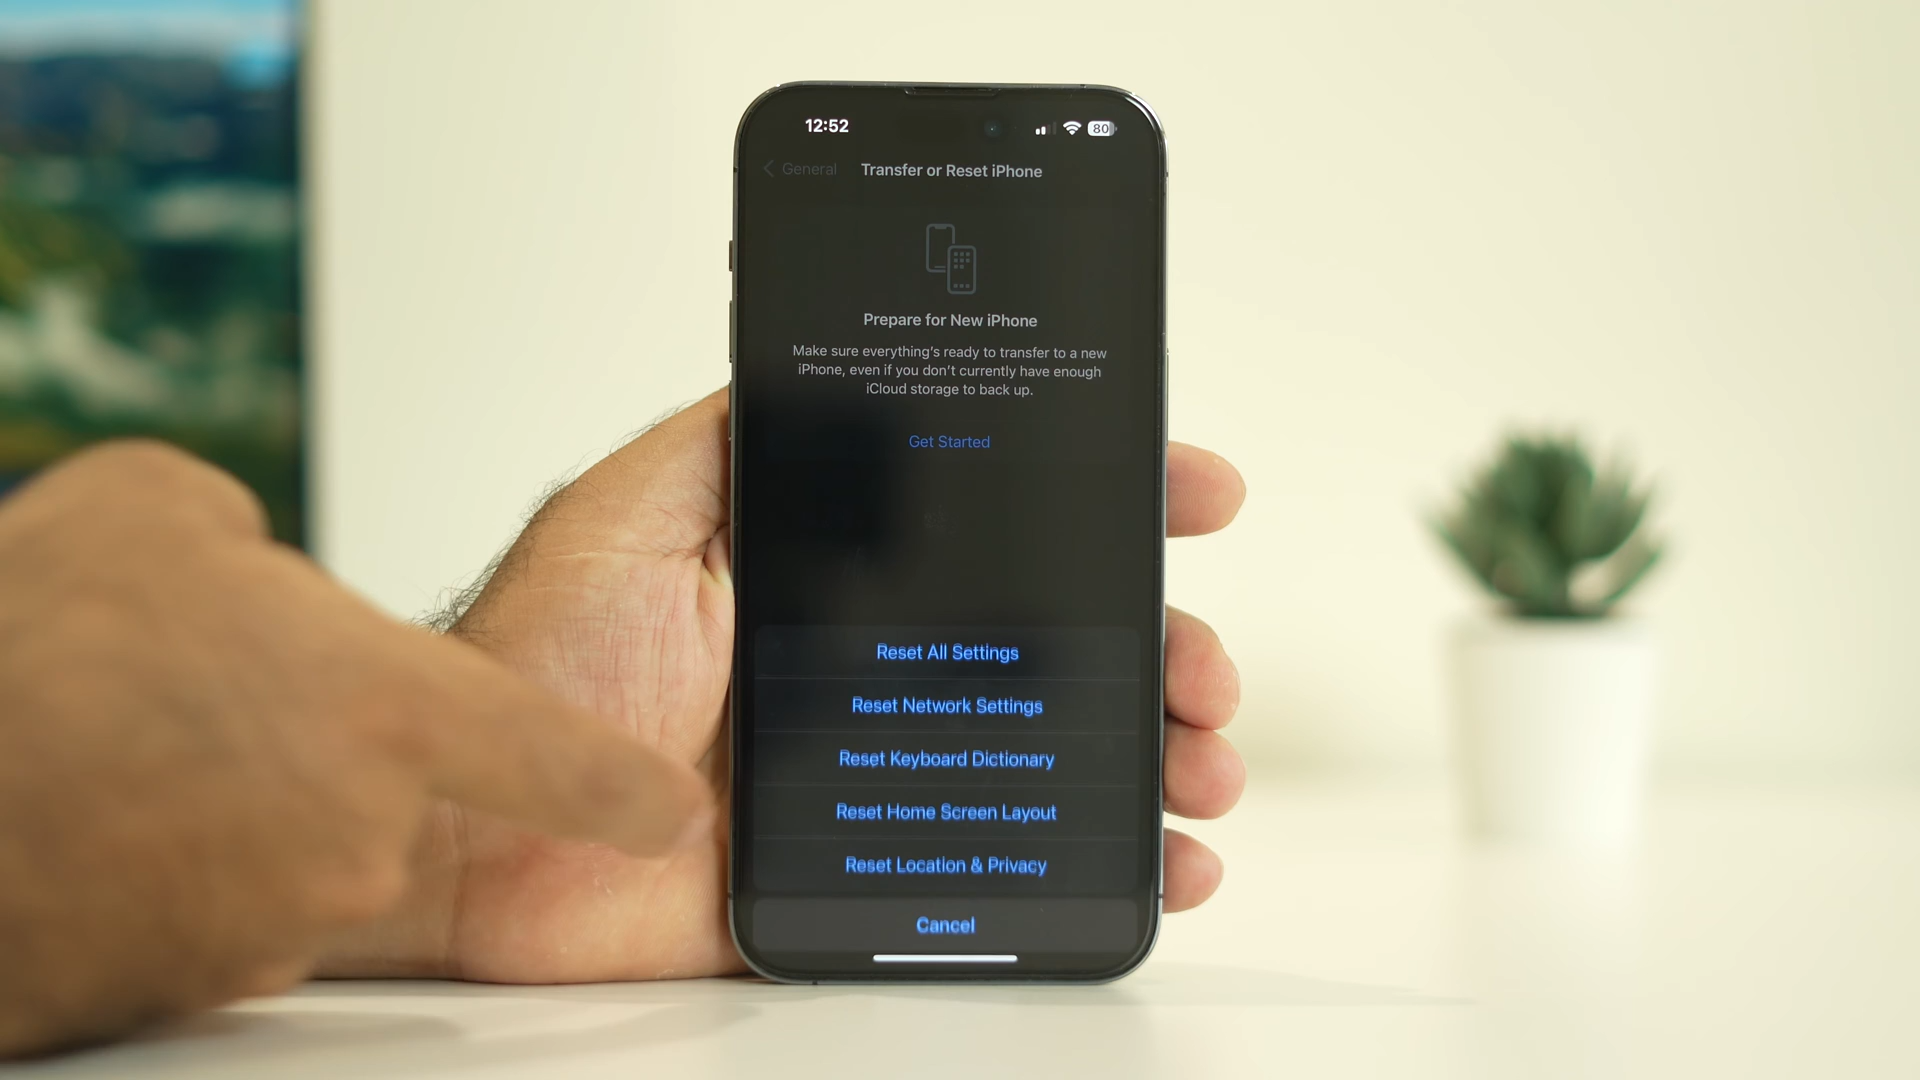 12:52
80
General
Transfer or Reset iPhone
Prepare for New iPhone
Make sure everything's ready to transfer to a new
iPhone, even if you don't currently have enough
iCloud storage to back up.
Get Started
Reset All Settings
Reset Network Settings
Reset Keyboard Dictionary
Reset Home Screen Layout
Reset Location & Privacy
Cancel